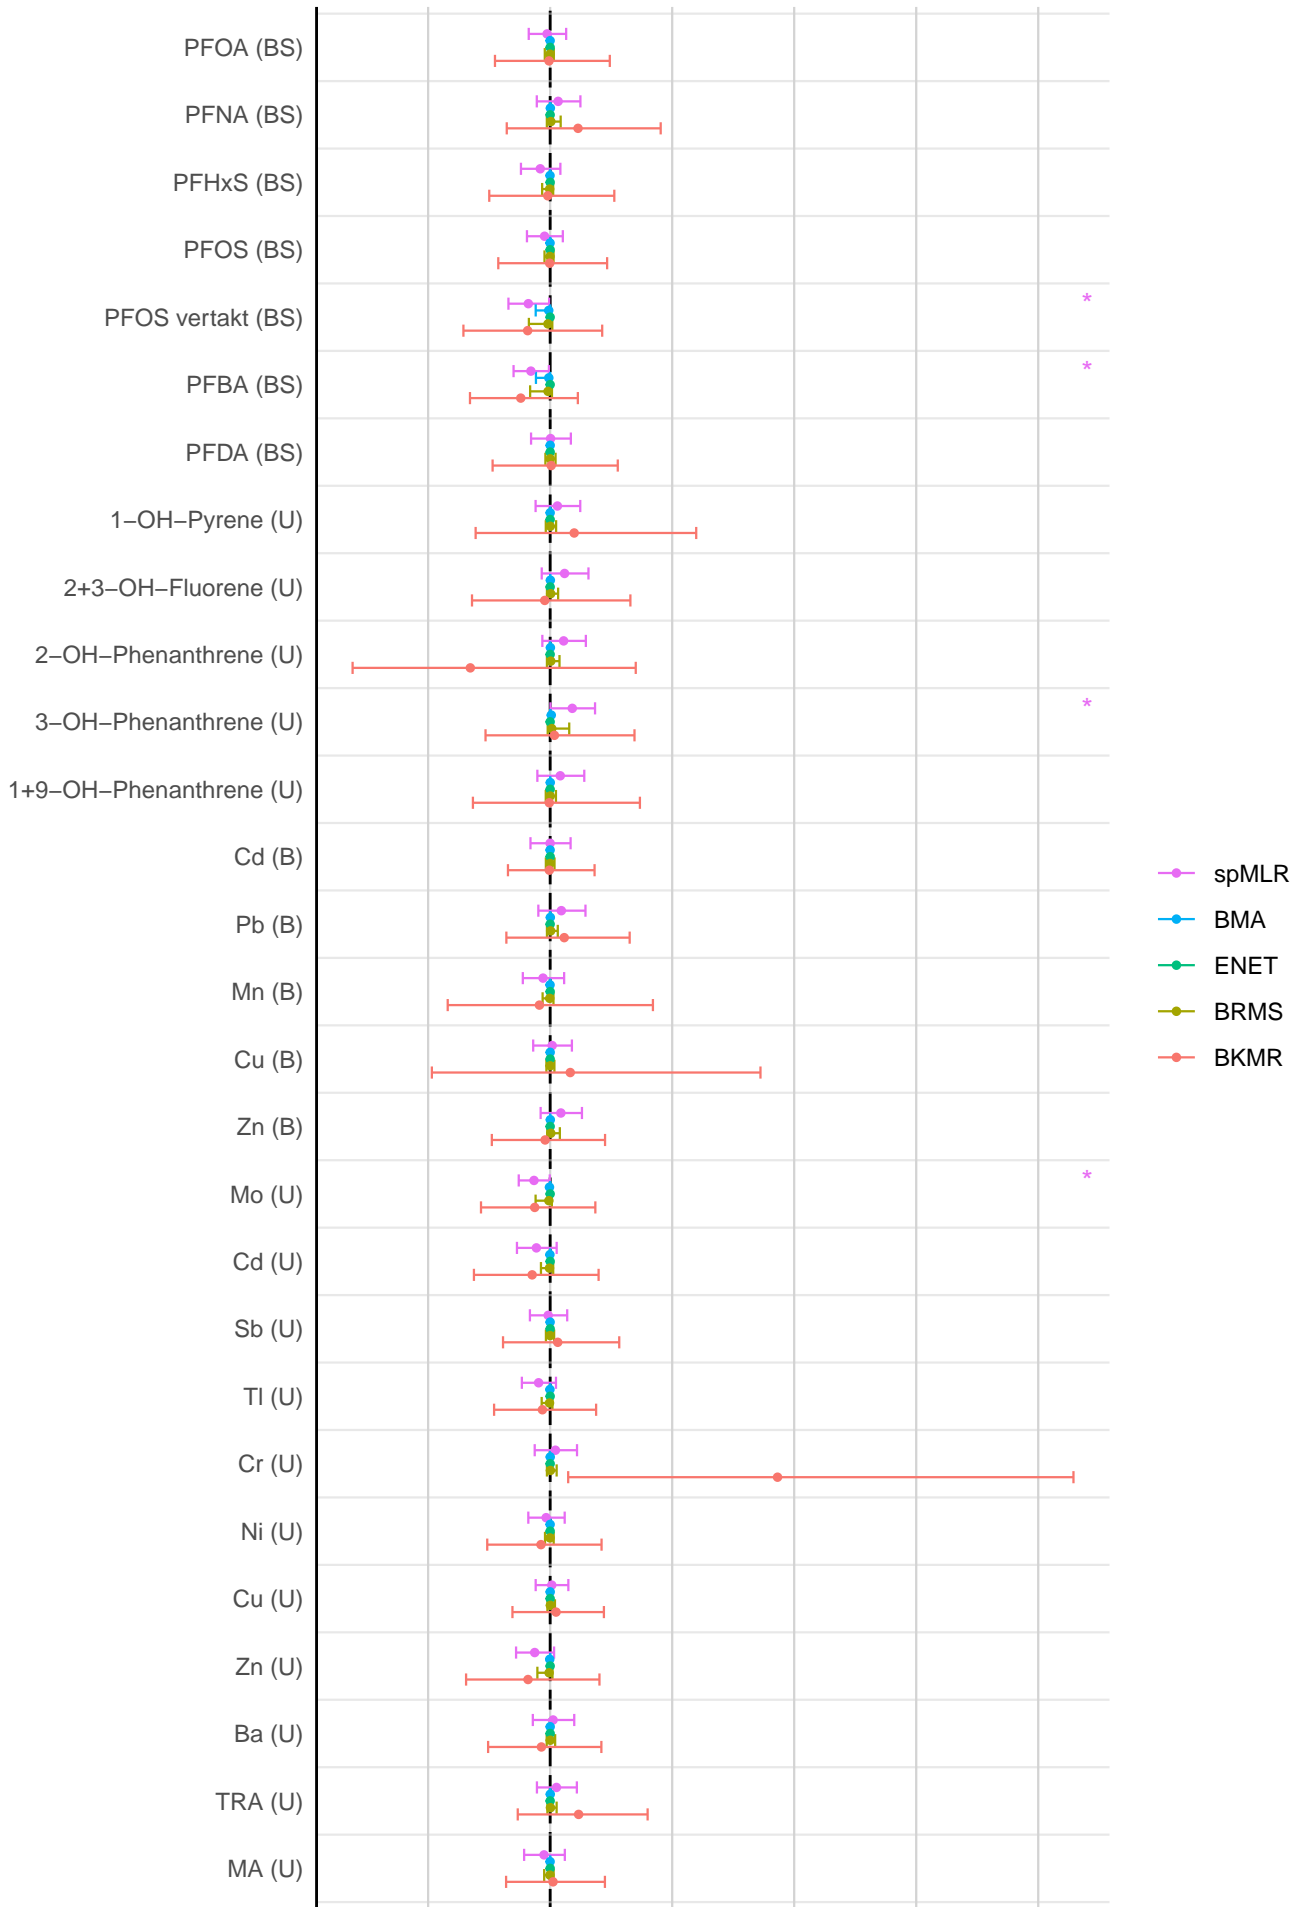 PFOA (BS)
PFNA (BS)
PFHxS (BS)
PFOS (BS)
PFOS vertakt (BS)
*
PFBA (BS)
*
PFDA (BS)
1−OH−Pyrene (U)
2+3−OH−Fluorene (U)
2−OH−Phenanthrene (U)
3−OH−Phenanthrene (U)
*
1+9−OH−Phenanthrene (U)
Cd (B)
Pb (B)
Mn (B)
Cu (B)
Zn (B)
Mo (U)
*
Cd (U)
Sb (U)
Tl (U)
Cr (U)
Ni (U)
Cu (U)
Zn (U)
Ba (U)
TRA (U)
MA (U)
spMLR
BMA
ENET
BRMS
BKMR